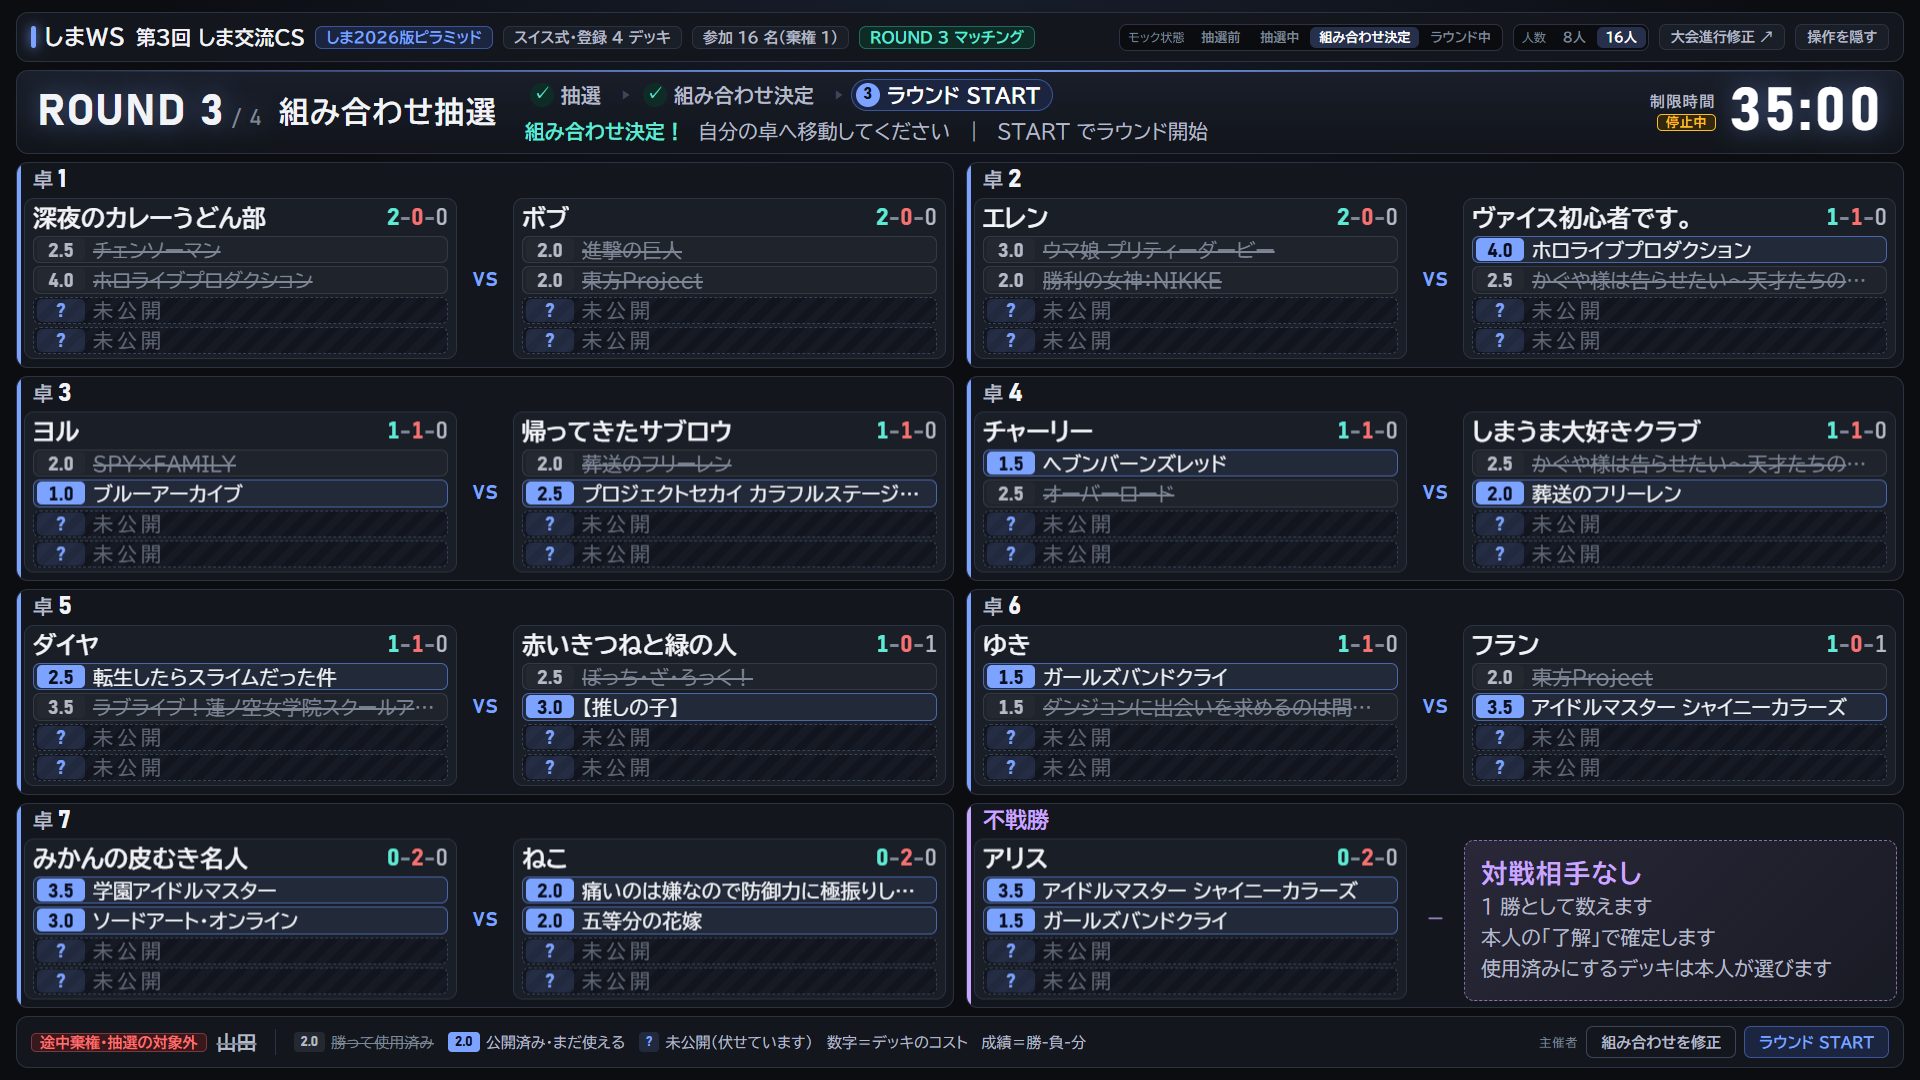 しまWS 第3回 しま交流CS しま2026版ピラミッド スイス式・登録 4 デッキ 参加 16 名(棄権 1) ROUND 3 マッチング モック状態 抽選前 抽選中 組み合わせ決定 ラウンド中 人数 8人 16人 大会進行修正 ↗ 操作を隠す
ROUND 3 / 4 組み合わせ抽選
✓ 抽選 ▸ ✓ 組み合わせ決定 ▸ 3 ラウンド START
組み合わせ決定！ 自分の卓へ移動してください ｜ START でラウンド開始
制限時間 停止中 35:00
卓 1
深夜のカレーうどん部 2-0-0
2.5 チェンソーマン
4.0 ホロライブプロダクション
? 未公開
? 未公開
VS
ボブ 2-0-0
2.0 進撃の巨人
2.0 東方Project
? 未公開
? 未公開
卓 2
エレン 2-0-0
3.0 ウマ娘 プリティーダービー
2.0 勝利の女神：NIKKE
? 未公開
? 未公開
VS
ヴァイス初心者です。 1-1-0
4.0 ホロライブプロダクション
2.5 かぐや様は告らせたい～天才たちの…
? 未公開
? 未公開
卓 3
ヨル 1-1-0
2.0 SPY×FAMILY
1.0 ブルーアーカイブ
? 未公開
? 未公開
VS
帰ってきたサブロウ 1-1-0
2.0 葬送のフリーレン
2.5 プロジェクトセカイ カラフルステージ…
? 未公開
? 未公開
卓 4
チャーリー 1-1-0
1.5 ヘブンバーンズレッド
2.5 オーバーロード
? 未公開
? 未公開
VS
しまうま大好きクラブ 1-1-0
2.5 かぐや様は告らせたい～天才たちの…
2.0 葬送のフリーレン
? 未公開
? 未公開
卓 5
ダイヤ 1-1-0
2.5 転生したらスライムだった件
3.5 ラブライブ！蓮ノ空女学院スクールア…
? 未公開
? 未公開
VS
赤いきつねと緑の人 1-0-1
2.5 ぼっち・ざ・ろっく！
3.0 【推しの子】
? 未公開
? 未公開
卓 6
ゆき 1-1-0
1.5 ガールズバンドクライ
1.5 ダンジョンに出会いを求めるのは間…
? 未公開
? 未公開
VS
フラン 1-0-1
2.0 東方Project
3.5 アイドルマスター シャイニーカラーズ
? 未公開
? 未公開
卓 7
みかんの皮むき名人 0-2-0
3.5 学園アイドルマスター
3.0 ソードアート・オンライン
? 未公開
? 未公開
VS
ねこ 0-2-0
2.0 痛いのは嫌なので防御力に極振りし…
2.0 五等分の花嫁
? 未公開
? 未公開
不戦勝
アリス 0-2-0
3.5 アイドルマスター シャイニーカラーズ
1.5 ガールズバンドクライ
? 未公開
? 未公開
–
対戦相手なし
1 勝として数えます
本人の「了解」で確定します
使用済みにするデッキは本人が選びます
途中棄権・抽選の対象外 山田 2.0 勝って使用済み 2.0 公開済み・まだ使える ? 未公開(伏せています) 数字＝デッキのコスト 成績＝勝-負-分 主催者 組み合わせを修正 ラウンド START